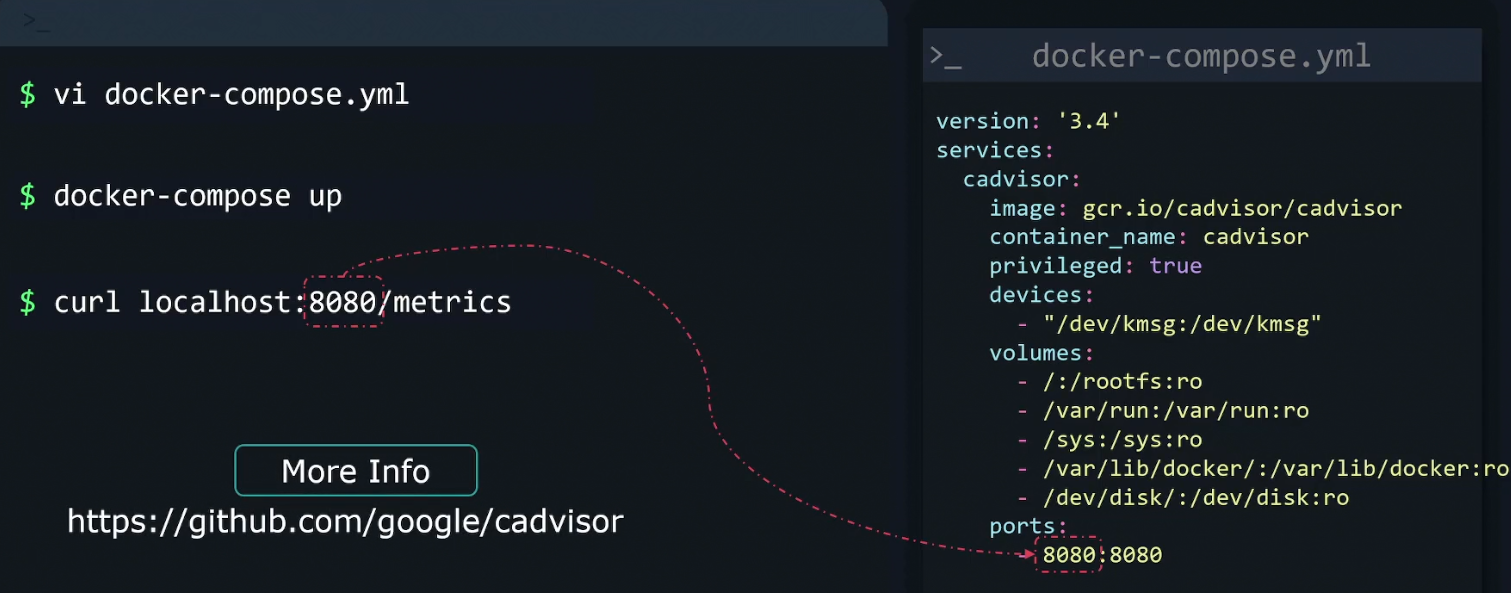 >_
$ vi docker-compose.yml
$ docker-compose up
$ curl localhost:8080/metrics
More Info
https://github.com/google/cadvisor
>_ docker-compose.yml
version: '3.4'
services:
  cadvisor:
    image: gcr.io/cadvisor/cadvisor
    container_name: cadvisor
    privileged: true
    devices:
      - "/dev/kmsg:/dev/kmsg"
    volumes:
      - /:/rootfs:ro
      - /var/run:/var/run:ro
      - /sys:/sys:ro
      - /var/lib/docker/:/var/lib/docker:ro
      - /dev/disk/:/dev/disk:ro
    ports:
      - 8080:8080